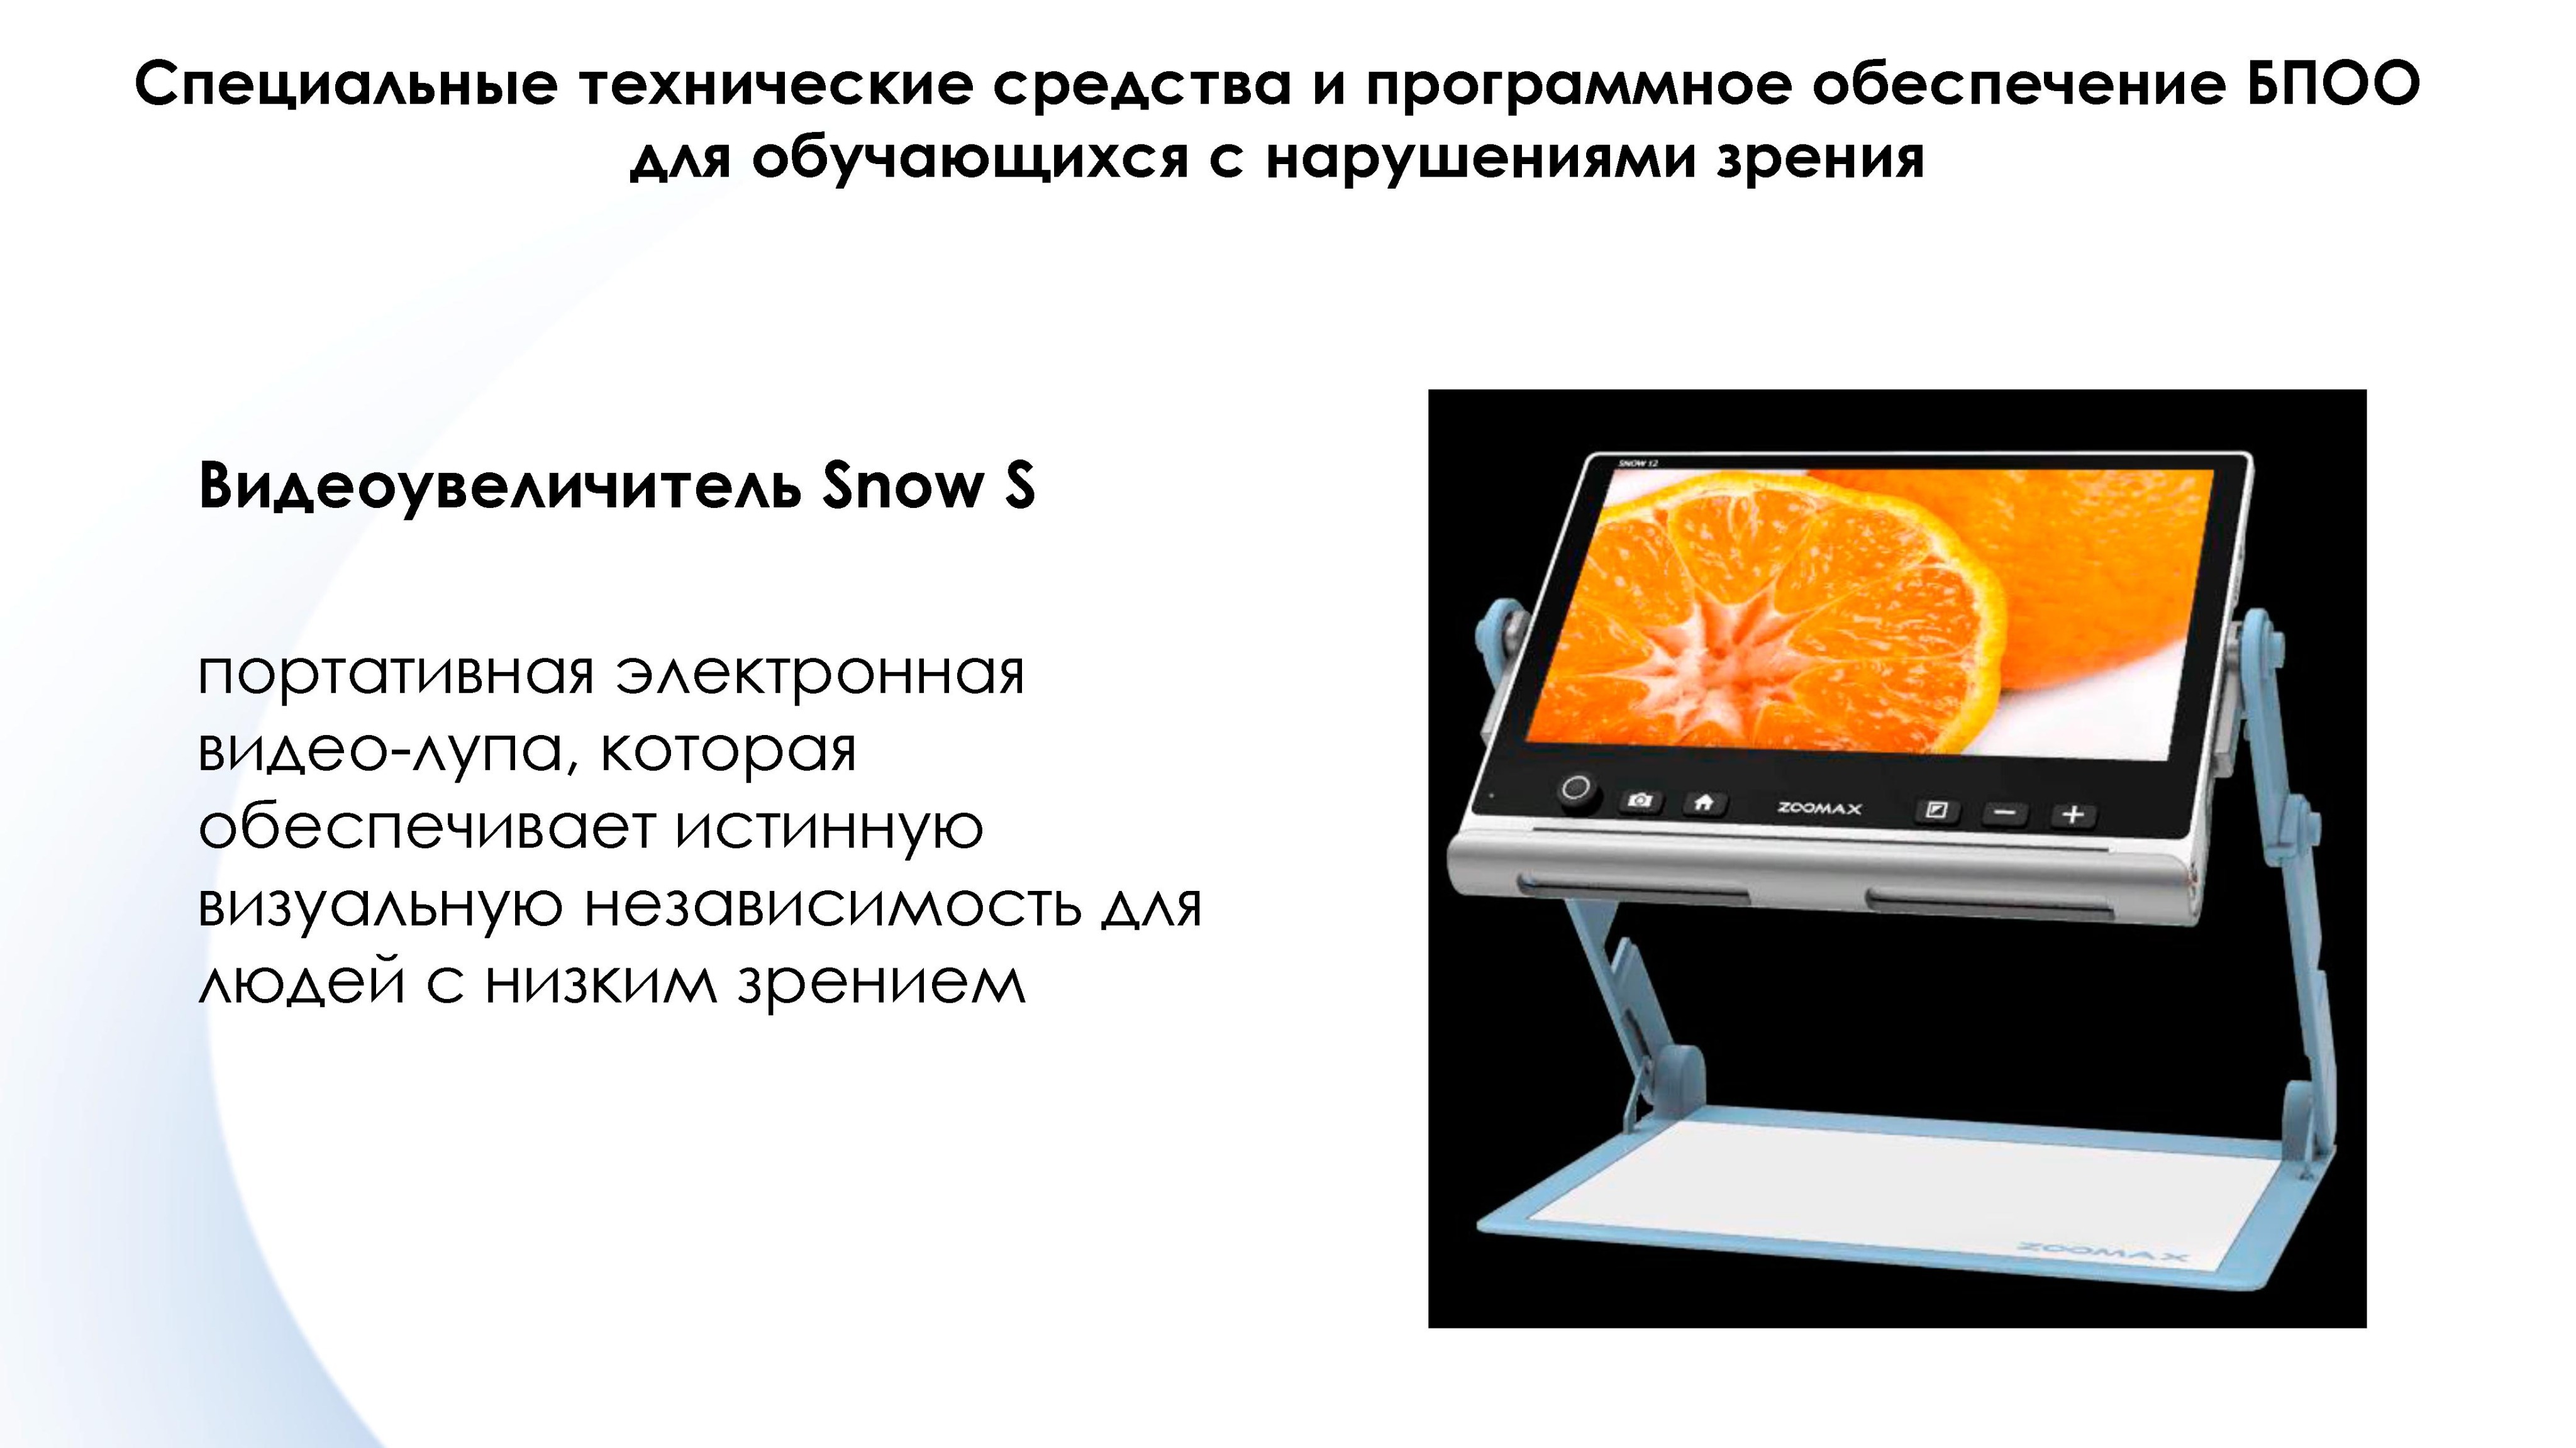 Специальные технические средства и программное обеспечение БПОО
для обучающихся с нарушениями зрения
Видеоувеличитель Snow S
портативная электронная
видео-лупа, которая
обеспечивает истинную
визуальную независимость для
людей с низким зрением
SNOW 12
ZOOMAX
ZOOMAX